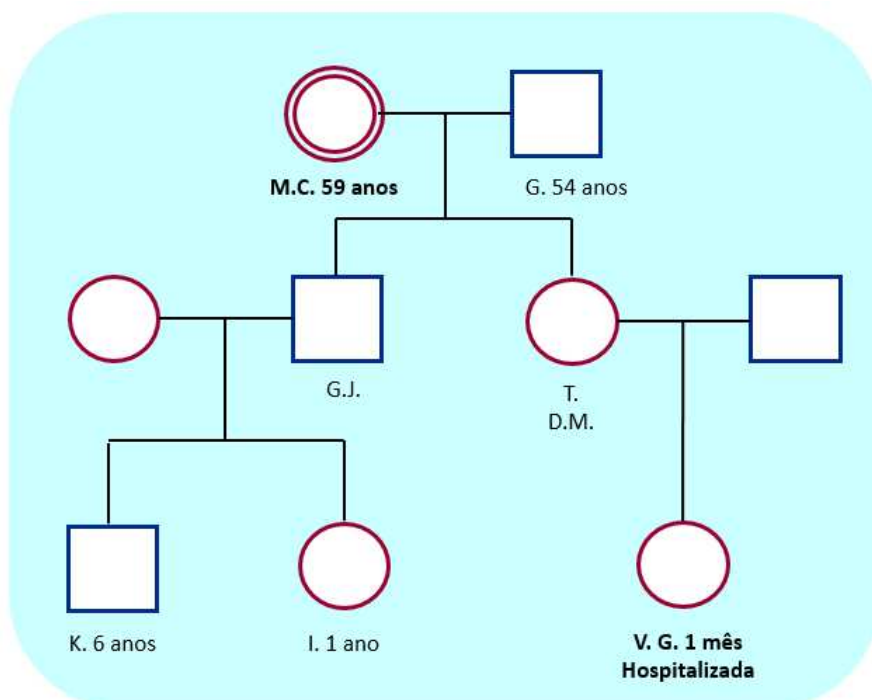 M.C. 59 anos
G. 54 anos
G.J.
T.
D.M.
K. 6 anos
I. 1 ano
V. G. 1 mês
Hospitalizada